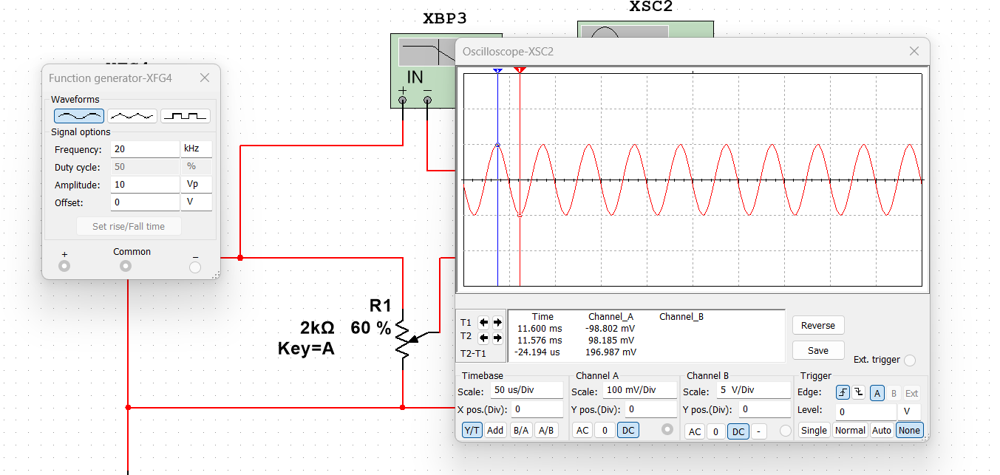 XSC2
XBP3
IN
+ −
Function generator-XFG4
Waveforms
Signal options
Frequency: 20 kHz
Duty cycle: 50 %
Amplitude: 10 Vp
Offset: 0 V
Set rise/Fall time
+ Common −
R1
2kΩ 60 %
Key=A
Oscilloscope-XSC2
2 1
Time Channel_A Channel_B
T1 11.600 ms -98.802 mV
T2 11.576 ms 98.185 mV
T2-T1 -24.194 us 196.987 mV
Reverse
Save
Ext. trigger
Timebase
Scale: 50 us/Div
X pos.(Div): 0
Y/T Add B/A A/B
Channel A
Scale: 100 mV/Div
Y pos.(Div): 0
AC 0 DC
Channel B
Scale: 5 V/Div
Y pos.(Div): 0
AC 0 DC -
Trigger
Edge: A B Ext
Level: 0 V
Single Normal Auto None